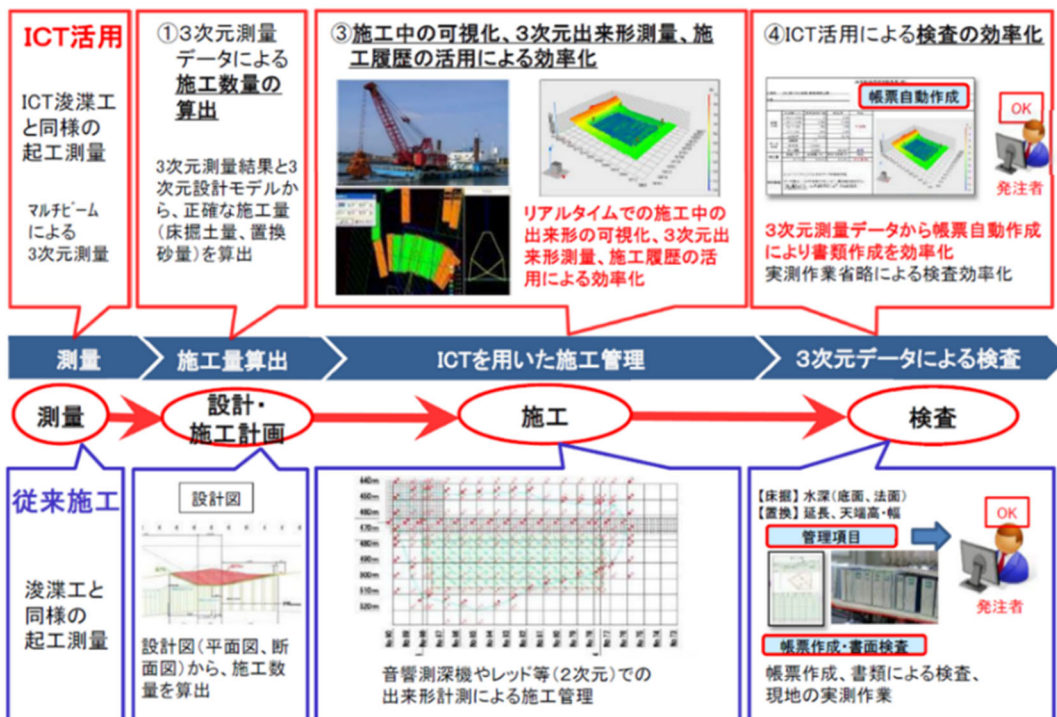 ICT活用
ICT浚渫工
と同様の
起工測量
マルチビーム
による
3次元測量
①3次元測量
データによる
施工数量の
算出
3次元測量結果と3
次元設計モデルか
ら、正確な施工量
(床掘土量、置換
砂量)を算出
③施工中の可視化、3次元出来形測量、施
工履歴の活用による効率化
リアルタイムでの施工中の
出来形の可視化、3次元出
来形測量、施工履歴の活
用による効率化
④ICT活用による検査の効率化
帳票自動作成
OK
発注者
3次元測量データから帳票自動作成
により書類作成を効率化
実測作業省略による検査効率化
測量
施工量算出
ICTを用いた施工管理
3次元データによる検査
測量
設計・
施工計画
施工
検査
従来施工
浚渫工と
同様の
起工測量
設計図
設計図(平面図、断
面図)から、施工数
量を算出
音響測深機やレッド等(2次元)での
出来形計測による施工管理
【床掘】水深(底面、法面)
【置換】延長、天端高・幅
管理項目
OK
発注者
帳票作成・書面検査
帳票作成、書類による検査、
現地の実測作業